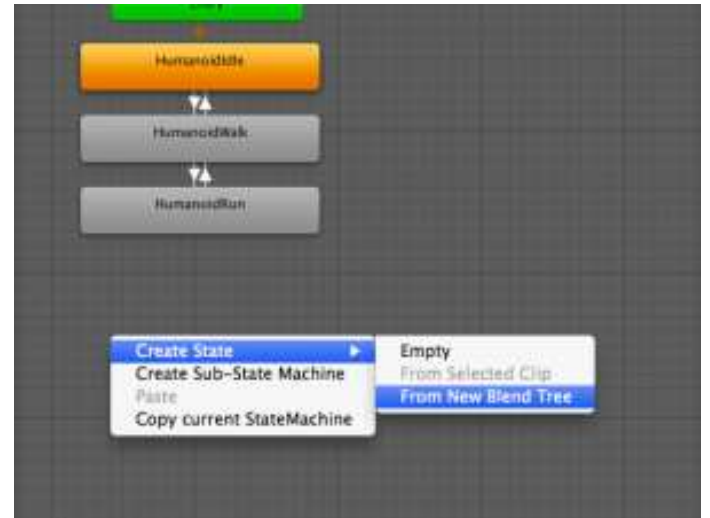 HumanoidIdle
HumanoidWalk
HumanoidRun
Create State
Create Sub-State Machine
Paste
Copy current StateMachine
Empty
From Selected Clip
From New Blend Tree